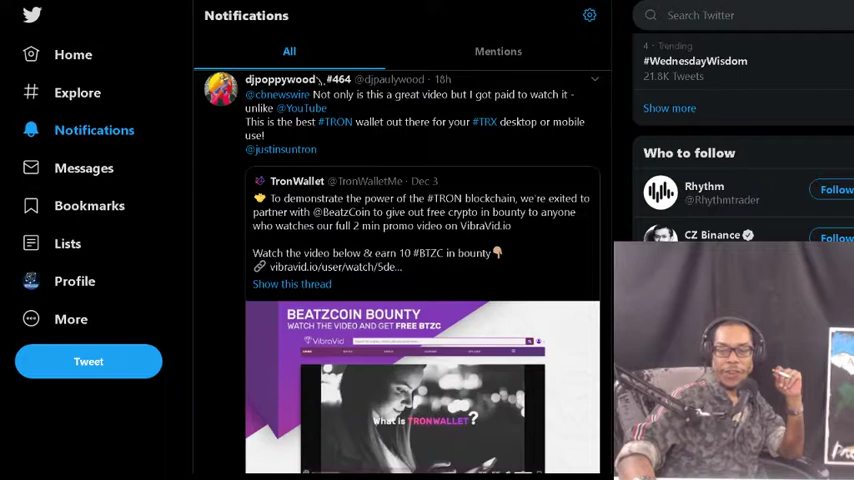 Home
Explore
Notifications
Messages
Bookmarks
Lists
Profile
More
Tweet
Notifications
All
Mentions
djpoppywood #464 @djpaulywood · 18h
@cbnewswire Not only is this a great video but I got paid to watch it -
unlike @YouTube
This is the best #TRON wallet out there for your #TRX desktop or mobile
use!
@justinsuntron
TronWallet @TronWalletMe · Dec 3
To demonstrate the power of the #TRON blockchain, we're exited to
partner with @BeatzCoin to give out free crypto in bounty to anyone
who watches our full 2 min promo video on VibraVid.io
Watch the video below & earn 10 #BTZC in bounty👇🏼
🔗 vibravid.io/user/watch/5de...
Show this thread
BEATZCOIN BOUNTY
WATCH THE VIDEO AND GET FREE BTZC
VibraVid
What is TRONWALLET?
Search Twitter
4 · Trending
#WednesdayWisdom
21.8K Tweets
Show more
Who to follow
Rhythm
@Rhythmtrader
Follow
CZ Binance
Follow